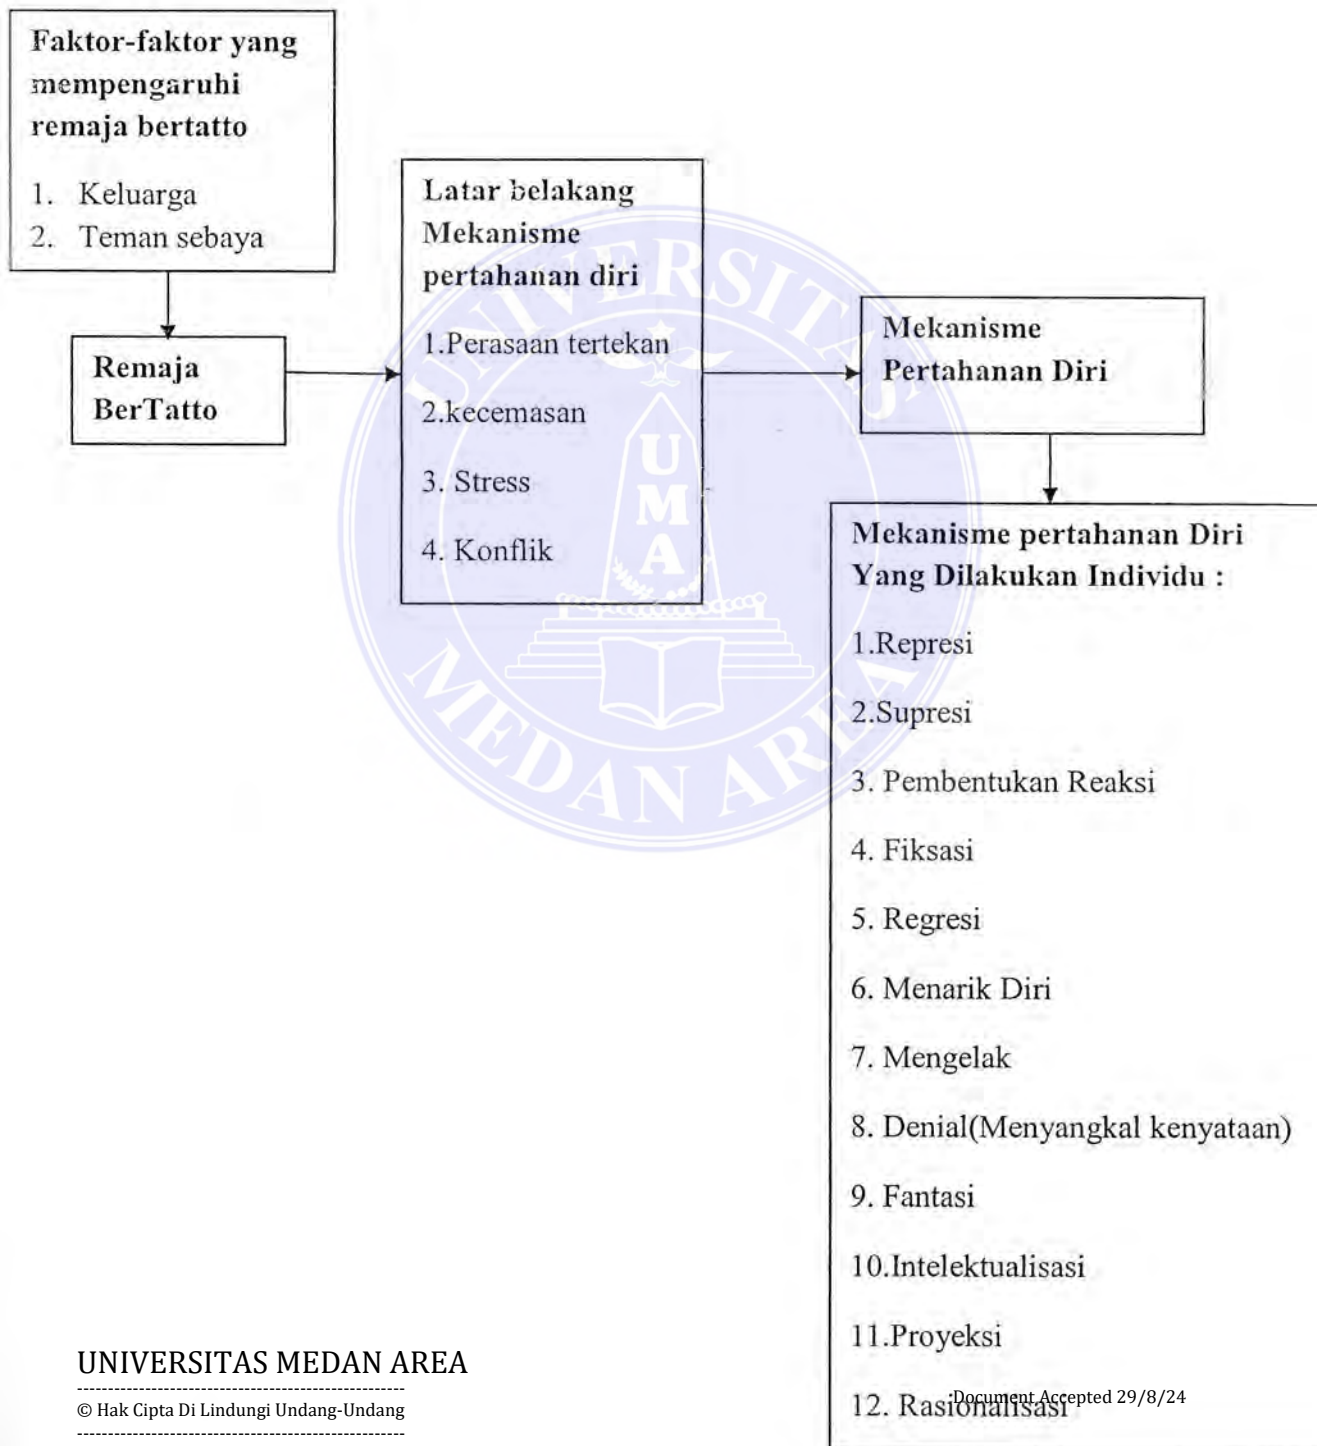 Faktor-faktor yang
mempengaruhi
remaja bertatto
1. Keluarga
2. Teman sebaya
Remaja
BerTatto
Latar belakang
Mekanisme
pertahanan diri
1.Perasaan tertekan
2.kecemasan
3. Stress
4. Konflik
Mekanisme
Pertahanan Diri
Mekanisme pertahanan Diri
Yang Dilakukan Individu :
1.Represi
2.Supresi
3. Pembentukan Reaksi
4. Fiksasi
5. Regresi
6. Menarik Diri
7. Mengelak
8. Denial(Menyangkal kenyataan)
9. Fantasi
10.Intelektualisasi
11.Proyeksi
12. Rasionalisasi
UNIVERSITAS
UMA
MEDAN AREA
UNIVERSITAS MEDAN AREA
© Hak Cipta Di Lindungi Undang-Undang
Document Accepted 29/8/24